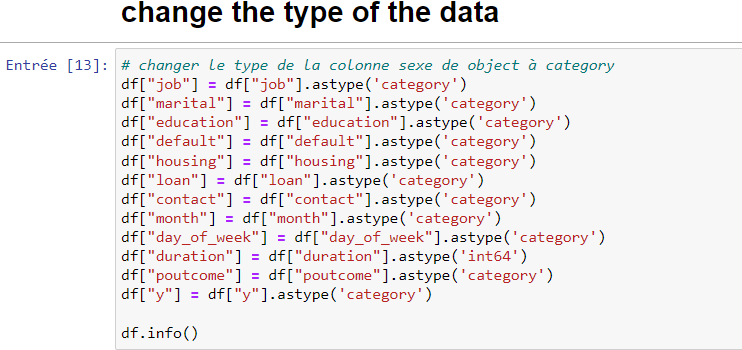 change the type of the data
Entrée [13]:
# changer le type de la colonne sexe de object à category
df["job"] = df["job"].astype('category')
df["marital"] = df["marital"].astype('category')
df["education"] = df["education"].astype('category')
df["default"] = df["default"].astype('category')
df["housing"] = df["housing"].astype('category')
df["loan"] = df["loan"].astype('category')
df["contact"] = df["contact"].astype('category')
df["month"] = df["month"].astype('category')
df["day_of_week"] = df["day_of_week"].astype('category')
df["duration"] = df["duration"].astype('int64')
df["poutcome"] = df["poutcome"].astype('category')
df["y"] = df["y"].astype('category')
df.info()